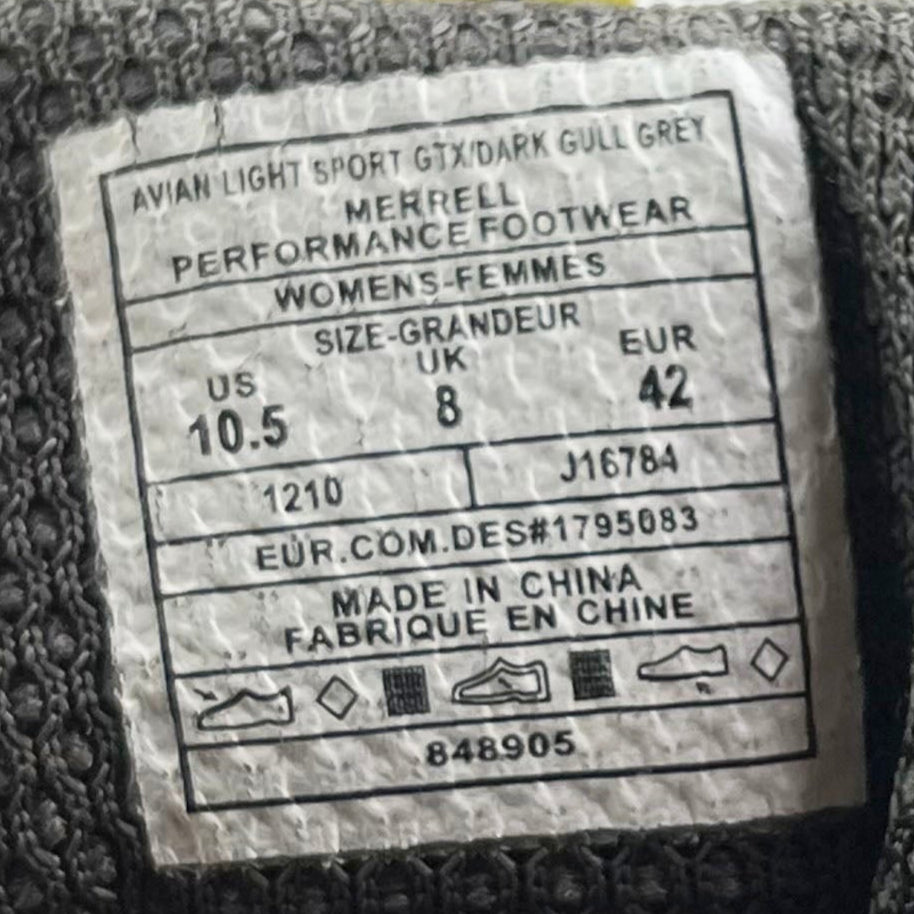 AVIAN LIGHT SPORT GTX/DARK GULL GREY
MERRELL
PERFORMANCE FOOTWEAR
WOMENS-FEMMES
SIZE-GRANDEUR
US UK EUR
10.5 8 42
1210 J16784
EUR.COM.DES#1795083
MADE IN CHINA
FABRIQUE EN CHINE
848905